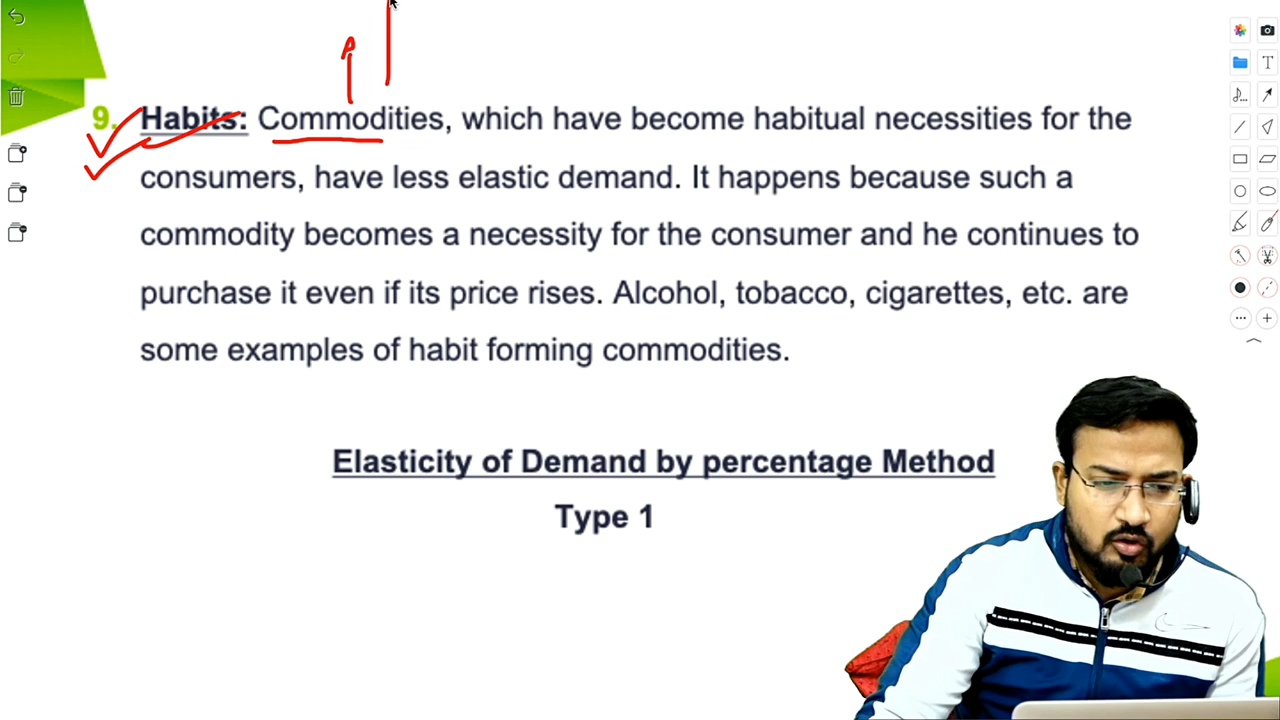 9. Habits: Commodities, which have become habitual necessities for the
consumers, have less elastic demand. It happens because such a
commodity becomes a necessity for the consumer and he continues to
purchase it even if its price rises. Alcohol, tobacco, cigarettes, etc. are
some examples of habit forming commodities.
Elasticity of Demand by percentage Method
Type 1